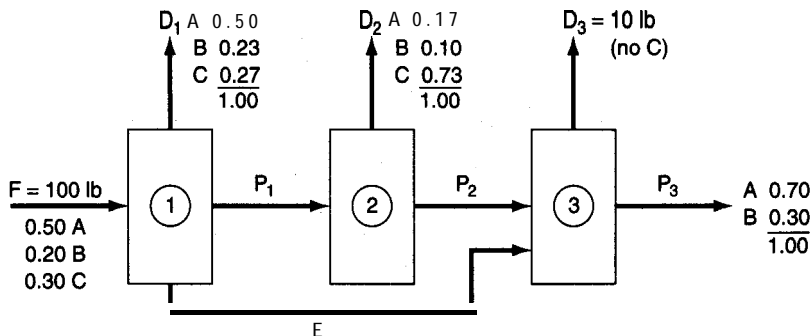 D₁ A 0.50
B 0.23
C 0.27
1.00
D₂ A 0.17
B 0.10
C 0.73
1.00
D₃ = 10 lb
(no C)
F = 100 lb
0.50 A
0.20 B
0.30 C
1
P₁
2
P₂
3
P₃
A 0.70
B 0.30
1.00
E